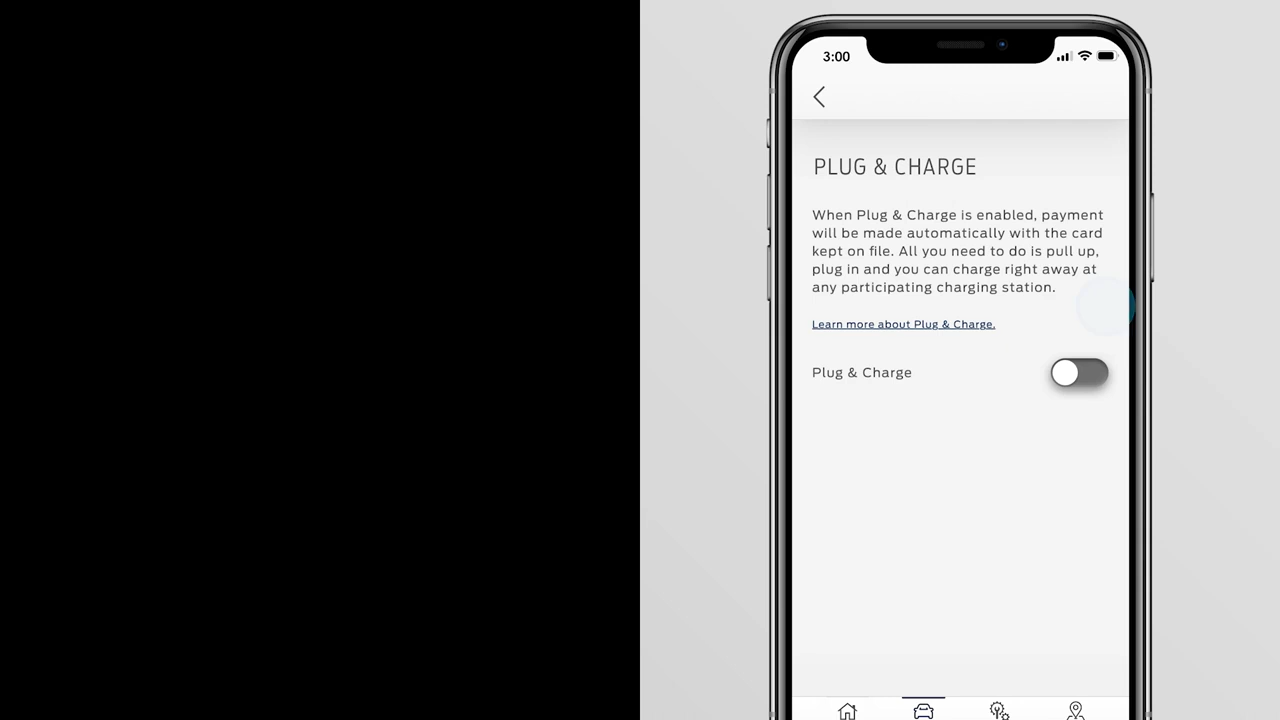 3:00
PLUG & CHARGE
When Plug & Charge is enabled, payment
will be made automatically with the card
kept on file. All you need to do is pull up,
plug in and you can charge right away at
any participating charging station.
Learn more about Plug & Charge.
Plug & Charge